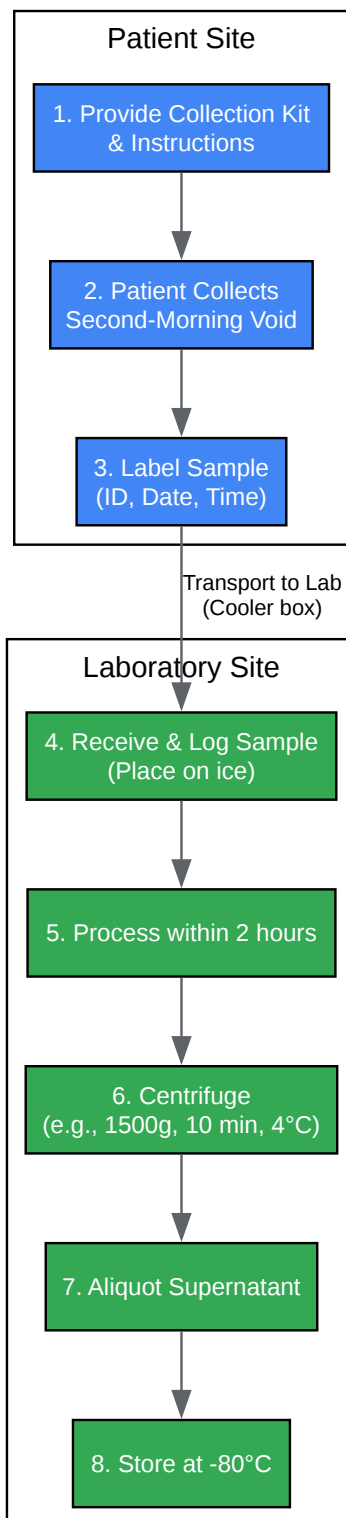 Patient Site
1. Provide Collection Kit
& Instructions
2. Patient Collects
Second-Morning Void
3. Label Sample
(ID, Date, Time)
Transport to Lab
(Cooler box)
Laboratory Site
4. Receive & Log Sample
(Place on ice)
5. Process within 2 hours
6. Centrifuge
(e.g., 1500g, 10 min, 4°C)
7. Aliquot Supernatant
8. Store at -80°C